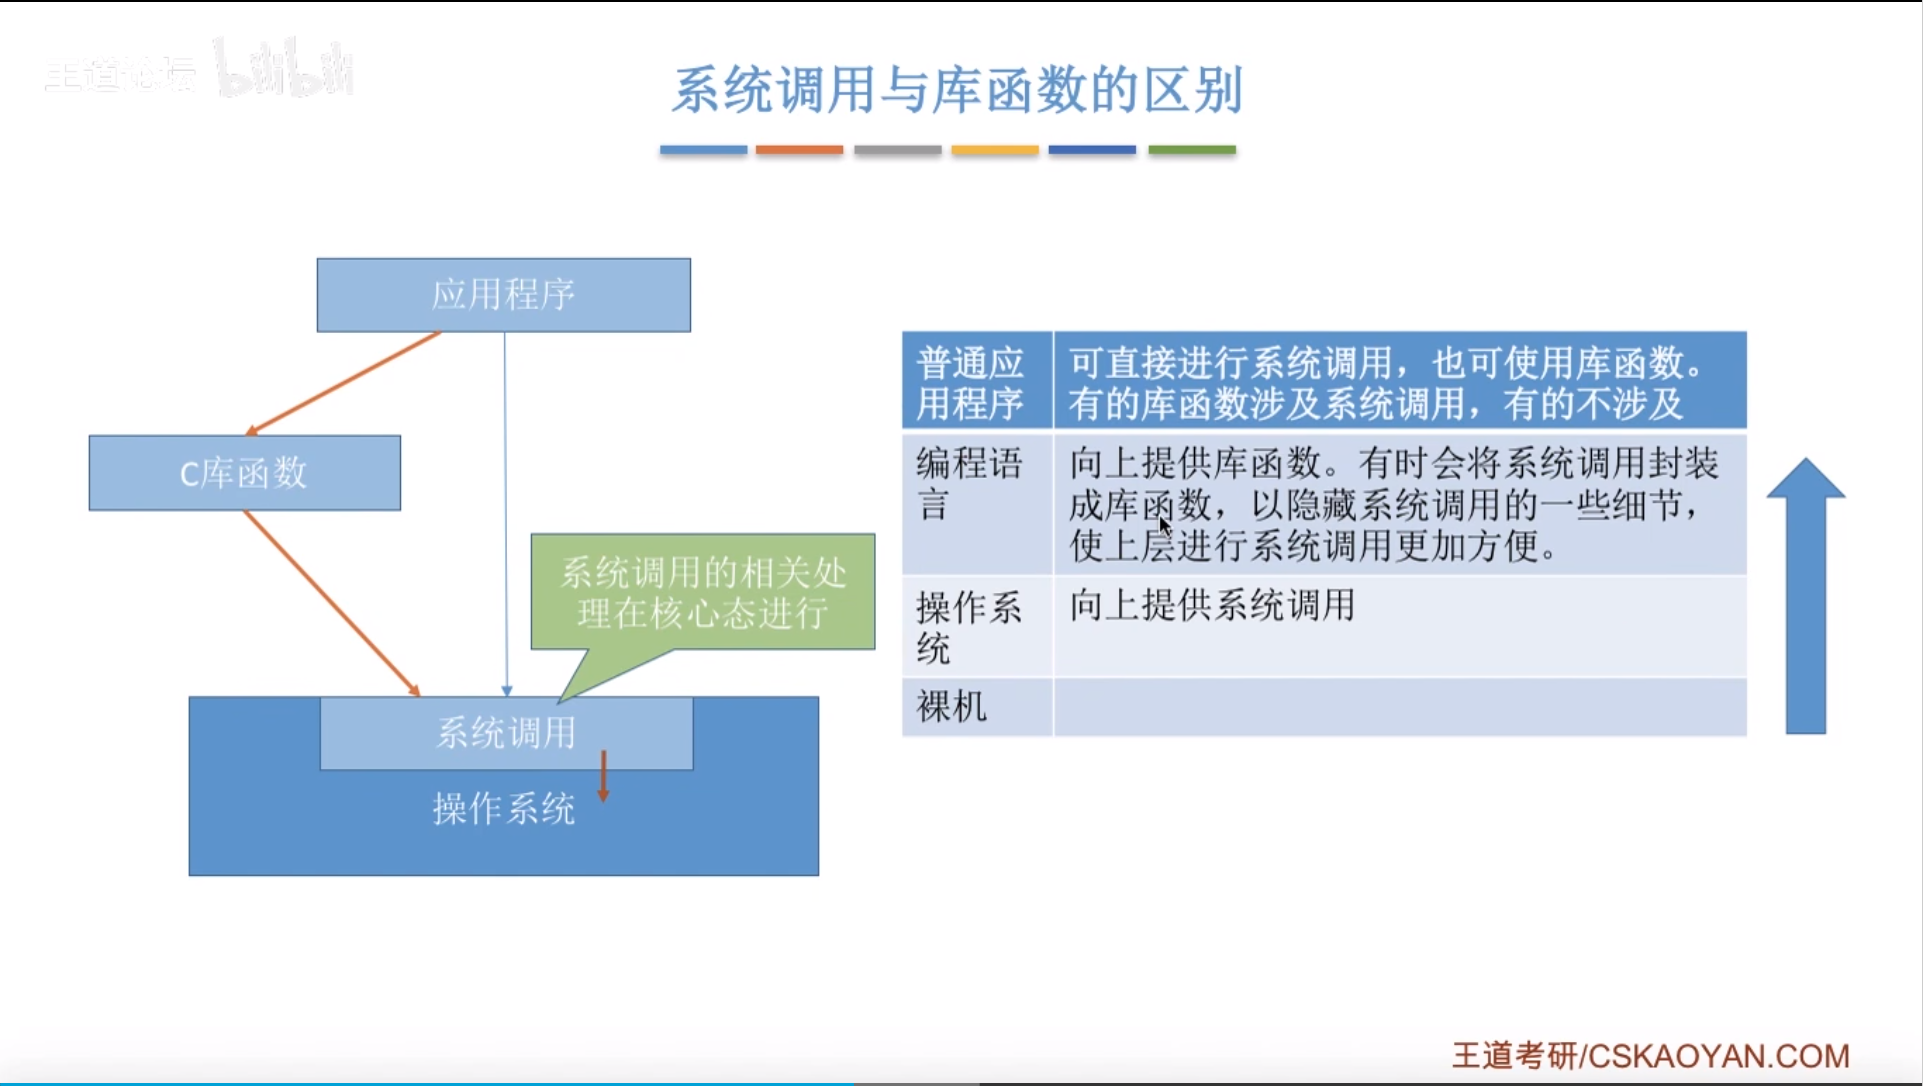 王道论坛 bilibili
系统调用与库函数的区别
应用程序
C库函数
系统调用的相关处
理在核心态进行
系统调用
操作系统
普通应
用程序
可直接进行系统调用，也可使用库函数。
有的库函数涉及系统调用，有的不涉及
编程语
言
向上提供库函数。有时会将系统调用封装
成库函数，以隐藏系统调用的一些细节，
使上层进行系统调用更加方便。
操作系
统
向上提供系统调用
裸机
王道考研/CSKAOYAN.COM